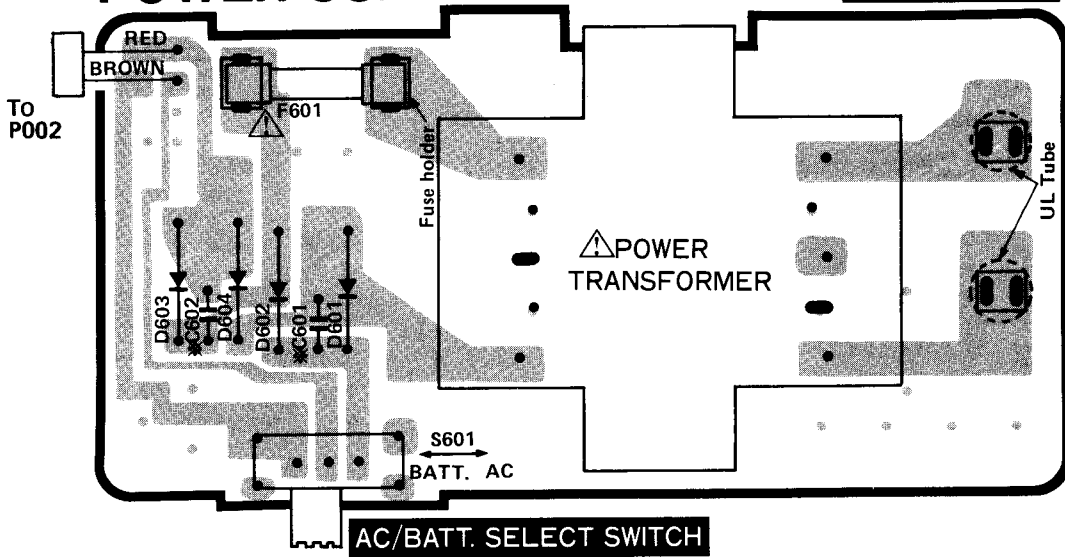 RED
BROWN
To
P002
F601
Fuse holder
UL Tube
⚠POWER
TRANSFORMER
D603
※C602
D604
D602
※C601
D601
S601
BATT. AC
AC/BATT. SELECT SWITCH